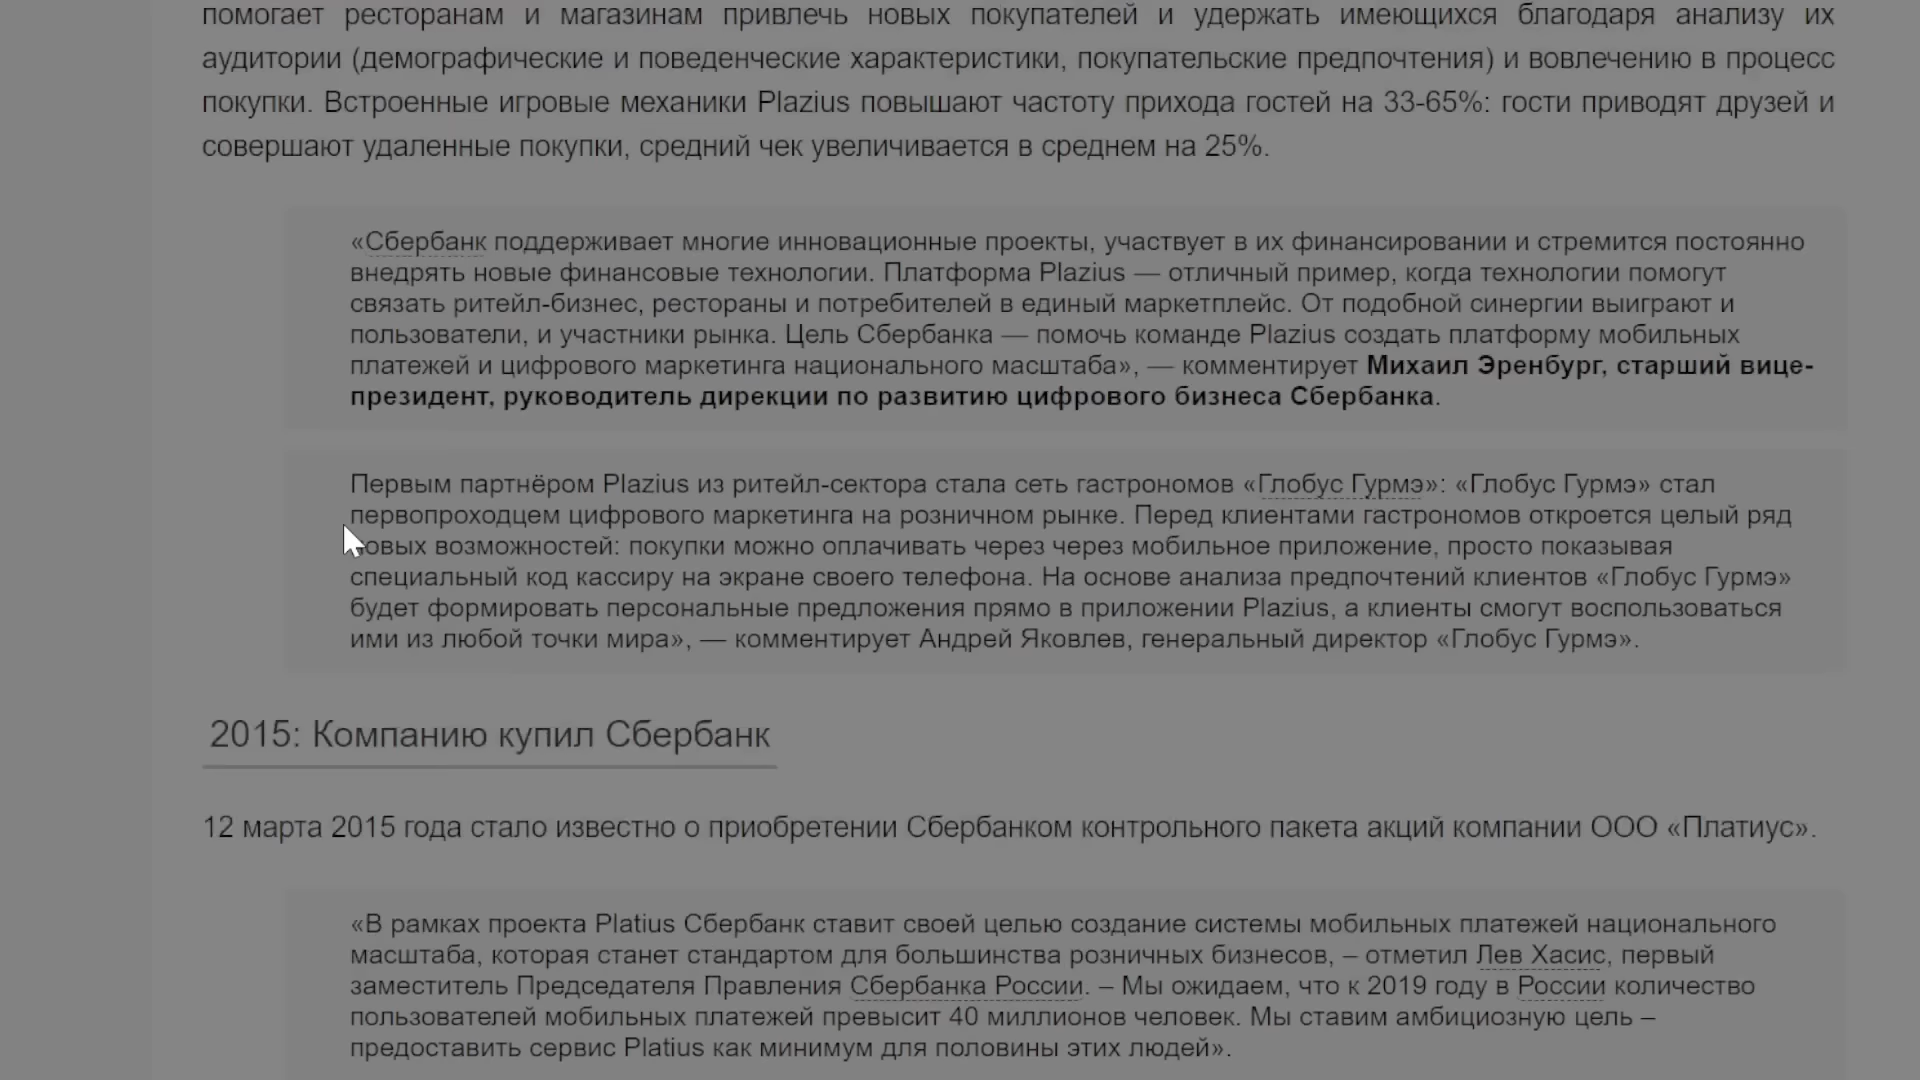 помогает ресторанам и магазинам привлечь новых покупателей и удержать имеющихся благодаря анализу их
аудитории (демографические и поведенческие характеристики, покупательские предпочтения) и вовлечению в процесс
покупки. Встроенные игровые механики Plazius повышают частоту прихода гостей на 33-65%: гости приводят друзей и
совершают удаленные покупки, средний чек увеличивается в среднем на 25%.
«Сбербанк поддерживает многие инновационные проекты, участвует в их финансировании и стремится постоянно
внедрять новые финансовые технологии. Платформа Plazius — отличный пример, когда технологии помогут
связать ритейл-бизнес, рестораны и потребителей в единый маркетплейс. От подобной синергии выиграют и
пользователи, и участники рынка. Цель Сбербанка — помочь команде Plazius создать платформу мобильных
платежей и цифрового маркетинга национального масштаба», — комментирует Михаил Эренбург, старший вице-
президент, руководитель дирекции по развитию цифрового бизнеса Сбербанка.
Первым партнёром Plazius из ритейл-сектора стала сеть гастрономов «Глобус Гурмэ»: «Глобус Гурмэ» стал
первопроходцем цифрового маркетинга на розничном рынке. Перед клиентами гастрономов откроется целый ряд
новых возможностей: покупки можно оплачивать через через мобильное приложение, просто показывая
специальный код кассиру на экране своего телефона. На основе анализа предпочтений клиентов «Глобус Гурмэ»
будет формировать персональные предложения прямо в приложении Plazius, а клиенты смогут воспользоваться
ими из любой точки мира», — комментирует Андрей Яковлев, генеральный директор «Глобус Гурмэ».
2015: Компанию купил Сбербанк
12 марта 2015 года стало известно о приобретении Сбербанком контрольного пакета акций компании ООО «Платиус».
«В рамках проекта Platius Сбербанк ставит своей целью создание системы мобильных платежей национального
масштаба, которая станет стандартом для большинства розничных бизнесов, – отметил Лев Хасис, первый
заместитель Председателя Правления Сбербанка России. – Мы ожидаем, что к 2019 году в России количество
пользователей мобильных платежей превысит 40 миллионов человек. Мы ставим амбициозную цель –
предоставить сервис Platius как минимум для половины этих людей».